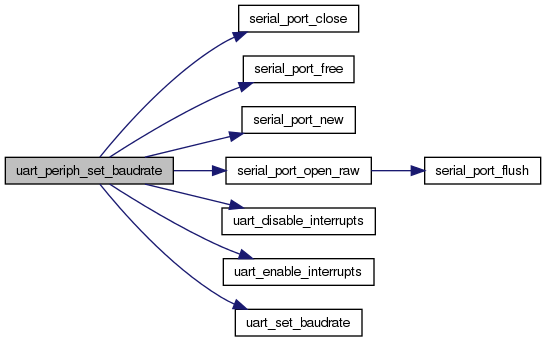 serial_port_close
serial_port_free
serial_port_new
uart_periph_set_baudrate
serial_port_open_raw
serial_port_flush
uart_disable_interrupts
uart_enable_interrupts
uart_set_baudrate